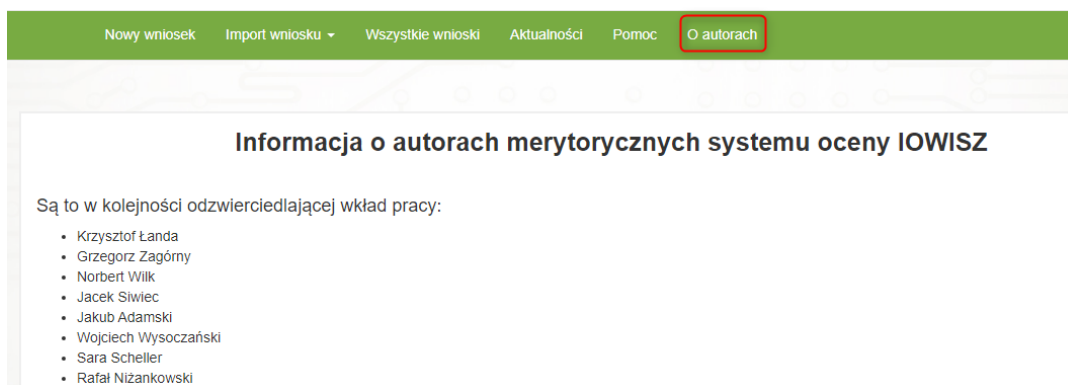 Nowy wniosek Import wniosku Wszystkie wnioski Aktualności Pomoc O autorach
Informacja o autorach merytorycznych systemu oceny IOWISZ
Są to w kolejności odzwierciedlającej wkład pracy:
• Krzysztof Łanda
• Grzegorz Zagórny
• Norbert Wilk
• Jacek Siwiec
• Jakub Adamski
• Wojciech Wysoczański
• Sara Scheller
• Rafał Niżankowski